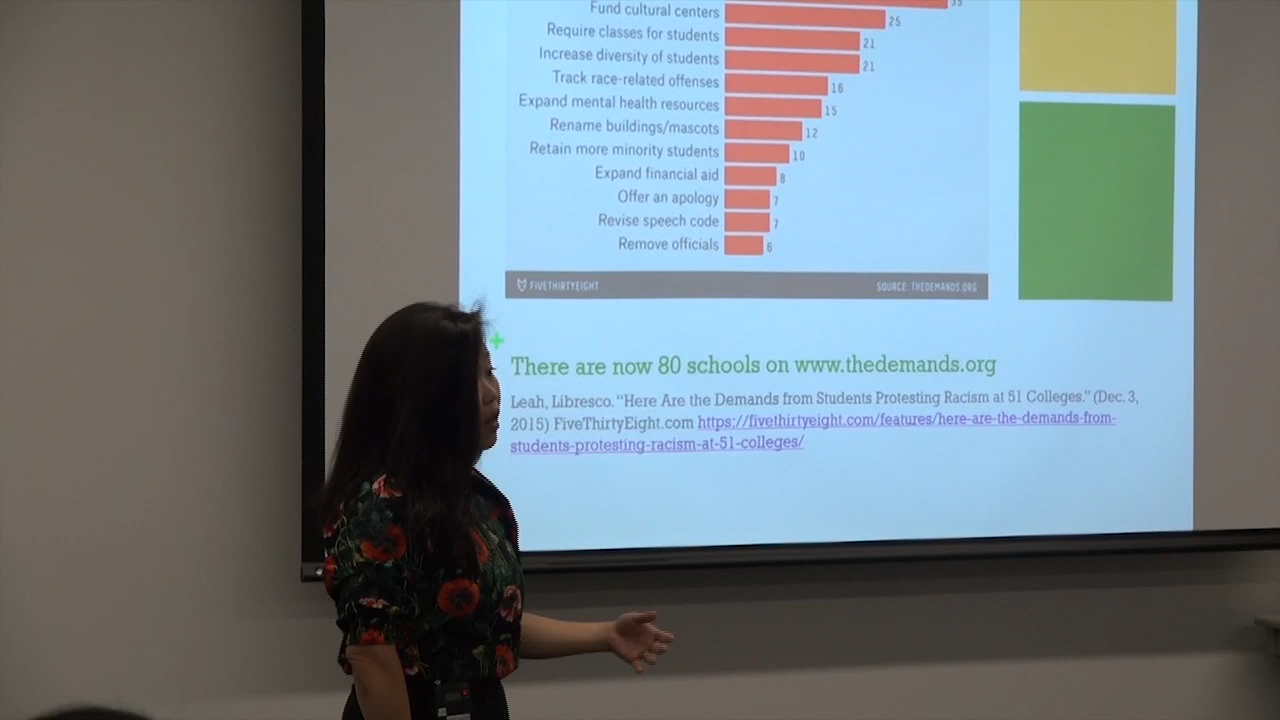 35
Fund cultural centers 25
Require classes for students 21
Increase diversity of students 21
Track race-related offenses 16
Expand mental health resources 15
Rename buildings/mascots 12
Retain more minority students 10
Expand financial aid 8
Offer an apology 7
Revise speech code 7
Remove officials 6
FIVETHIRTYEIGHT SOURCE: THEDEMANDS.ORG
There are now 80 schools on www.thedemands.org
Leah, Libresco. “Here Are the Demands from Students Protesting Racism at 51 Colleges.” (Dec. 3,
2015) FiveThirtyEight.com https://fivethirtyeight.com/features/here-are-the-demands-from-
students-protesting-racism-at-51-colleges/